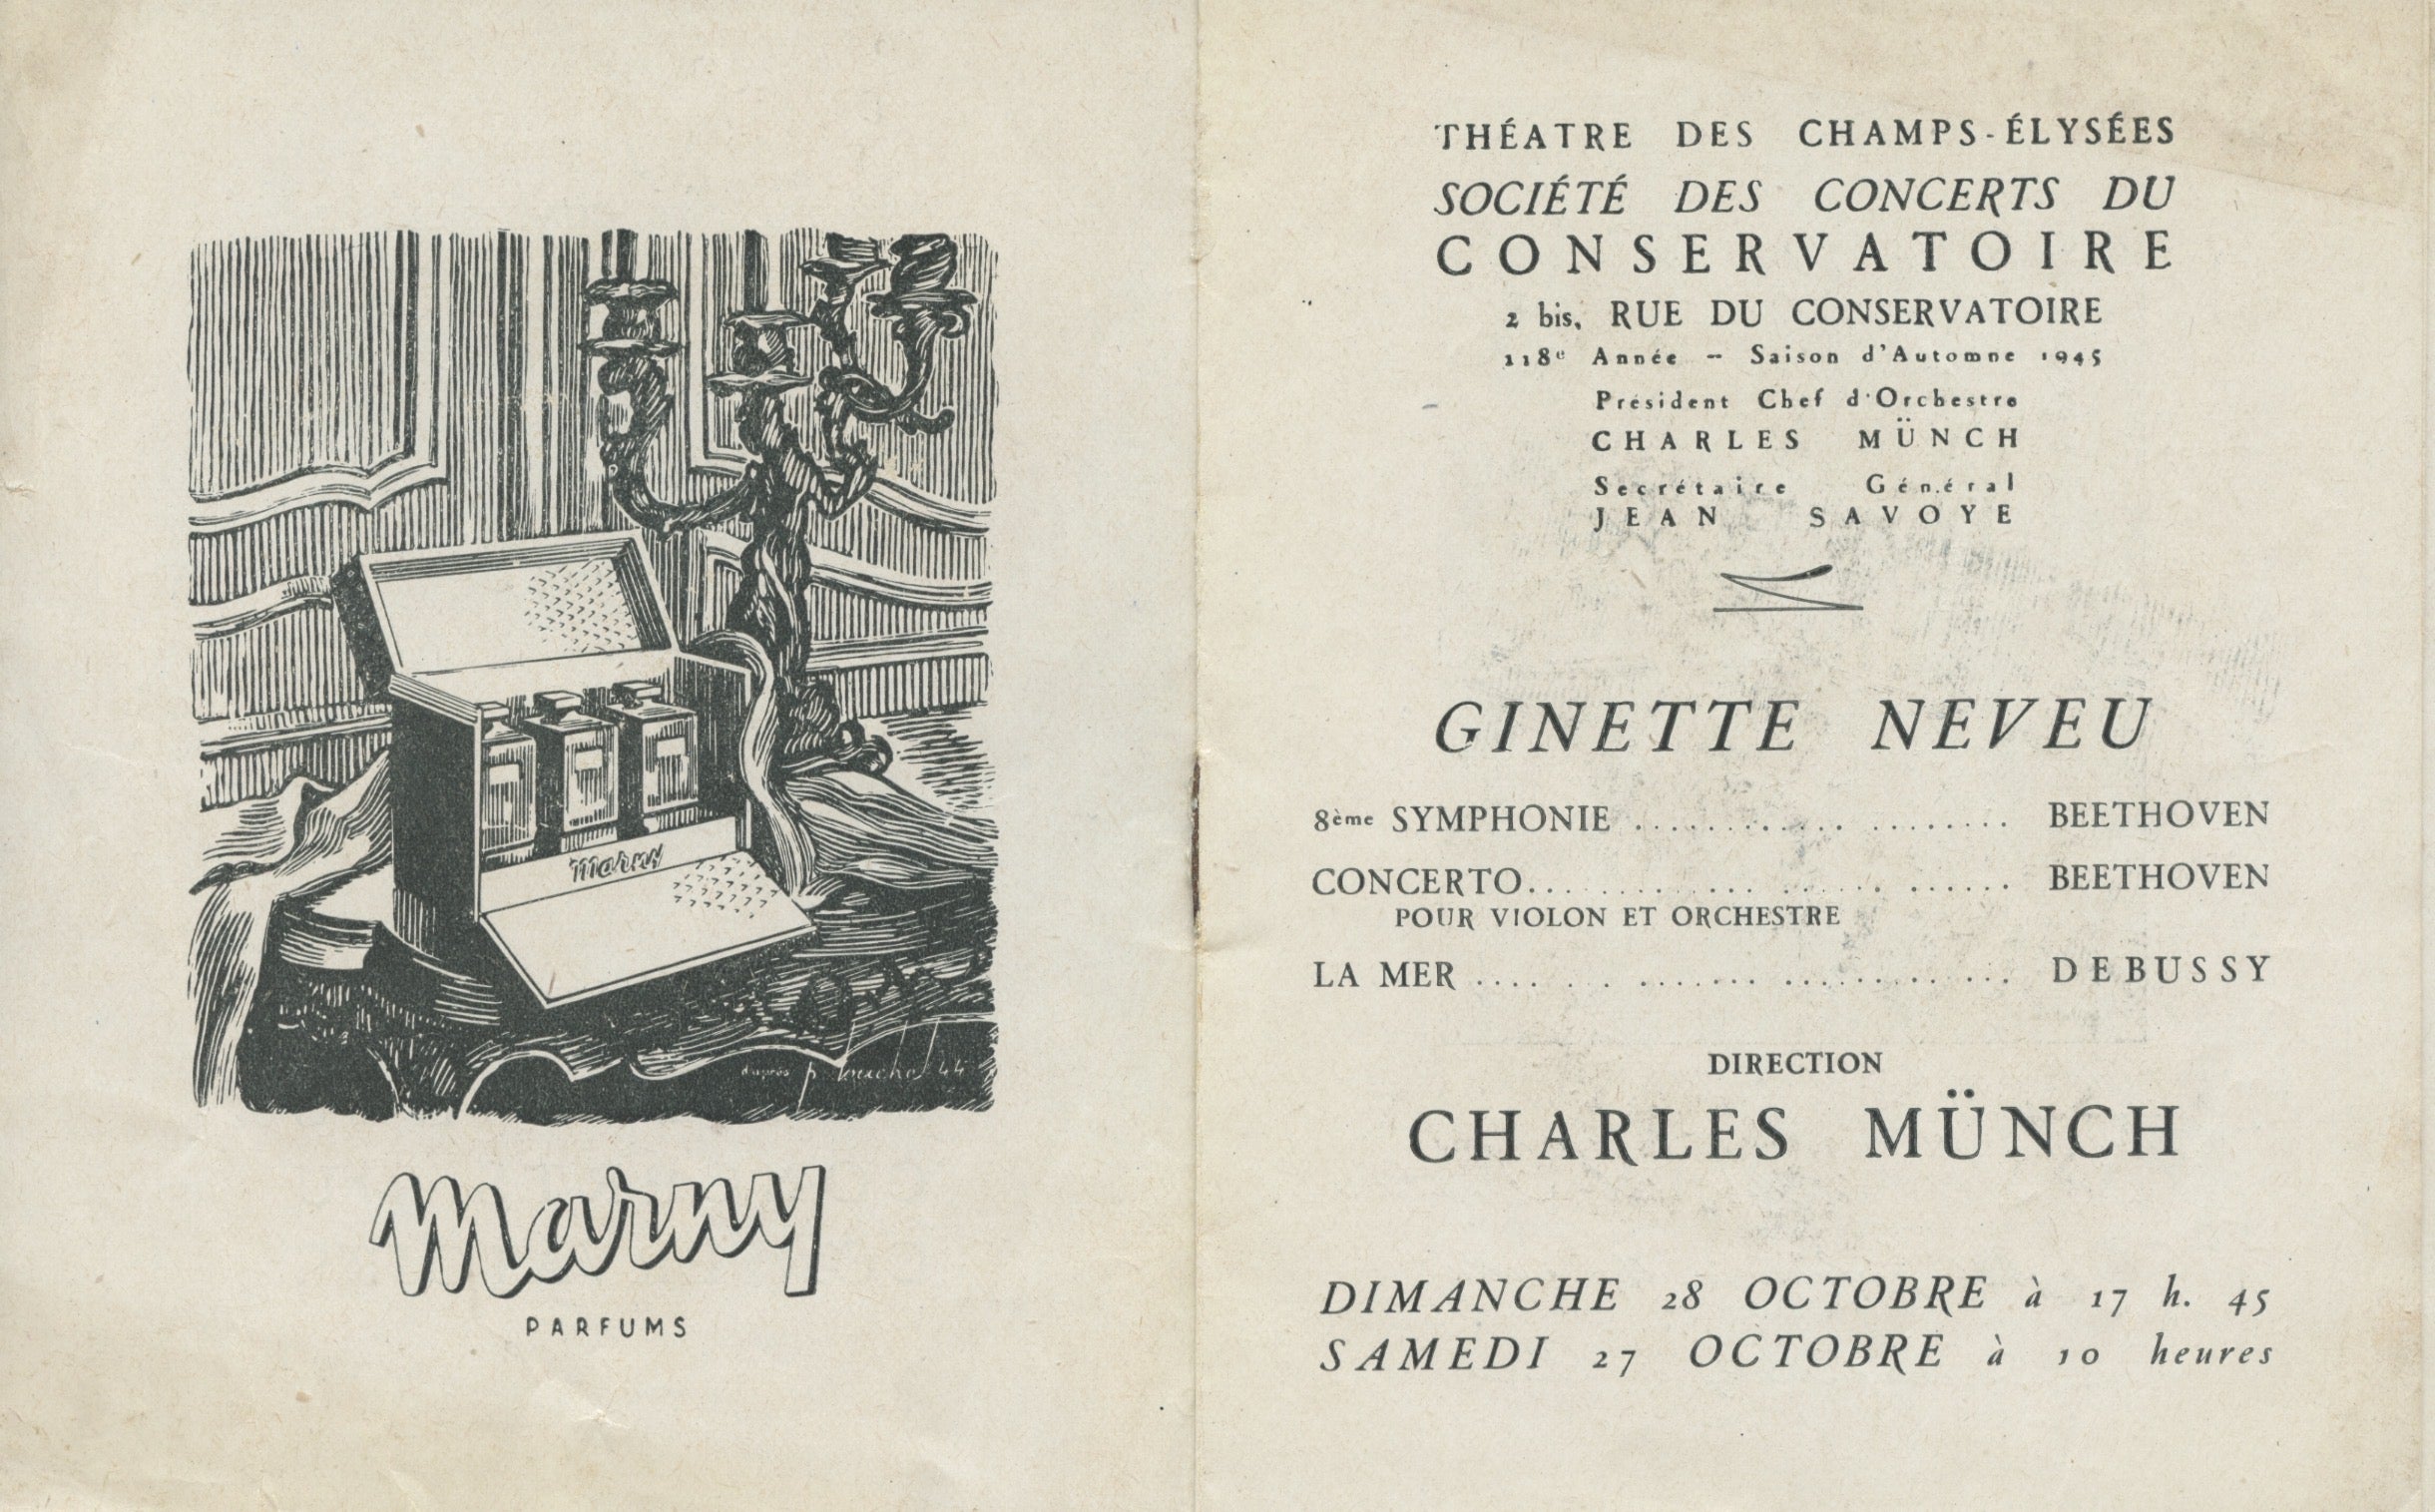 marny
d'après p. 44
Marny
PARFUMS
THÉATRE DES CHAMPS-ÉLYSÉES
SOCIÉTÉ DES CONCERTS DU
CONSERVATOIRE
2 bis, RUE DU CONSERVATOIRE
118e Année - Saison d'Automne 1945
Président Chef d'Orchestre
CHARLES MÜNCH
Secrétaire Général
JEAN SAVOYE
GINETTE NEVEU
8ème SYMPHONIE .................... BEETHOVEN
CONCERTO........................ BEETHOVEN
POUR VIOLON ET ORCHESTRE
LA MER ........................... DEBUSSY
DIRECTION
CHARLES MÜNCH
DIMANCHE 28 OCTOBRE à 17 h. 45
SAMEDI 27 OCTOBRE à 10 heures